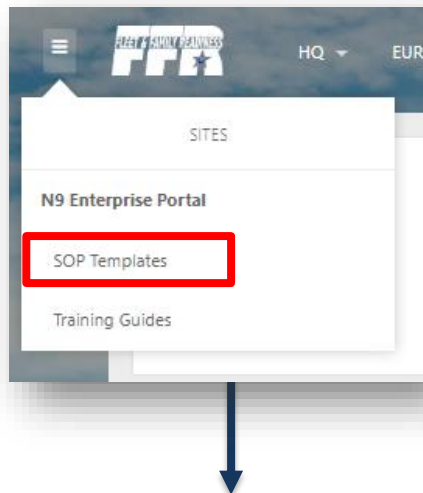 FLEET & FAMILY READINESS
FFR
HQ EUR
SITES
N9 Enterprise Portal
SOP Templates
Training Guides